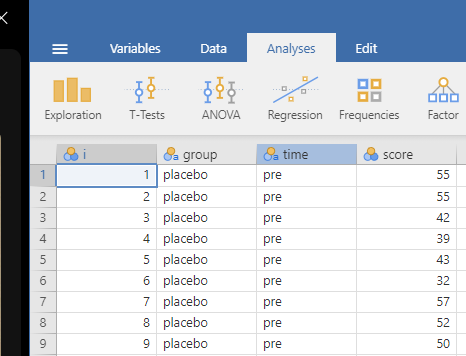 Variables Data Analyses Edit
Exploration T-Tests ANOVA Regression Frequencies Factor
i group time score
1 1 placebo pre 55
2 2 placebo pre 55
3 3 placebo pre 42
4 4 placebo pre 39
5 5 placebo pre 43
6 6 placebo pre 32
7 7 placebo pre 57
8 8 placebo pre 52
9 9 placebo pre 50